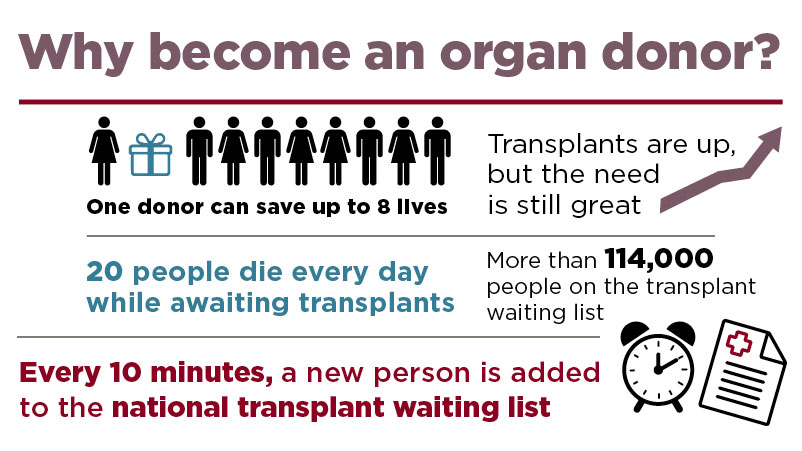 Why become an organ donor?
One donor can save up to 8 lives
Transplants are up,
but the need
is still great
20 people die every day
while awaiting transplants
More than 114,000
people on the transplant
waiting list
Every 10 minutes, a new person is added
to the national transplant waiting list